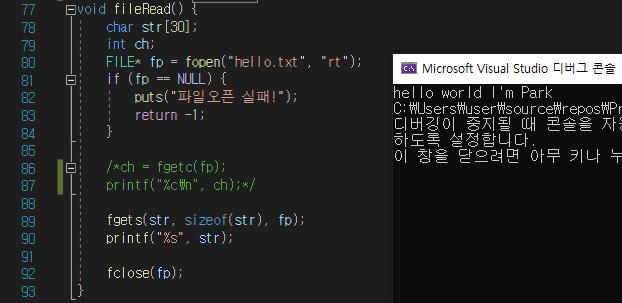 77 void fileRead() {
78 char str[30];
79 int ch;
80 FILE* fp = fopen("hello.txt", "rt");
81 if (fp == NULL) {
82 puts("파일오픈 실패!");
83 return -1;
84 }
85
86 /*ch = fgetc(fp);
87 printf("%c₩n", ch);*/
88
89 fgets(str, sizeof(str), fp);
90 printf("%s", str);
91
92 fclose(fp);
93 }
Microsoft Visual Studio 디버그 콘솔
hello world I'm Park
C:₩Users₩user₩source₩repos₩Pr
디버깅이 중지될 때 콘솔을 자
하도록 설정합니다.
이 창을 닫으려면 아무 키나 누